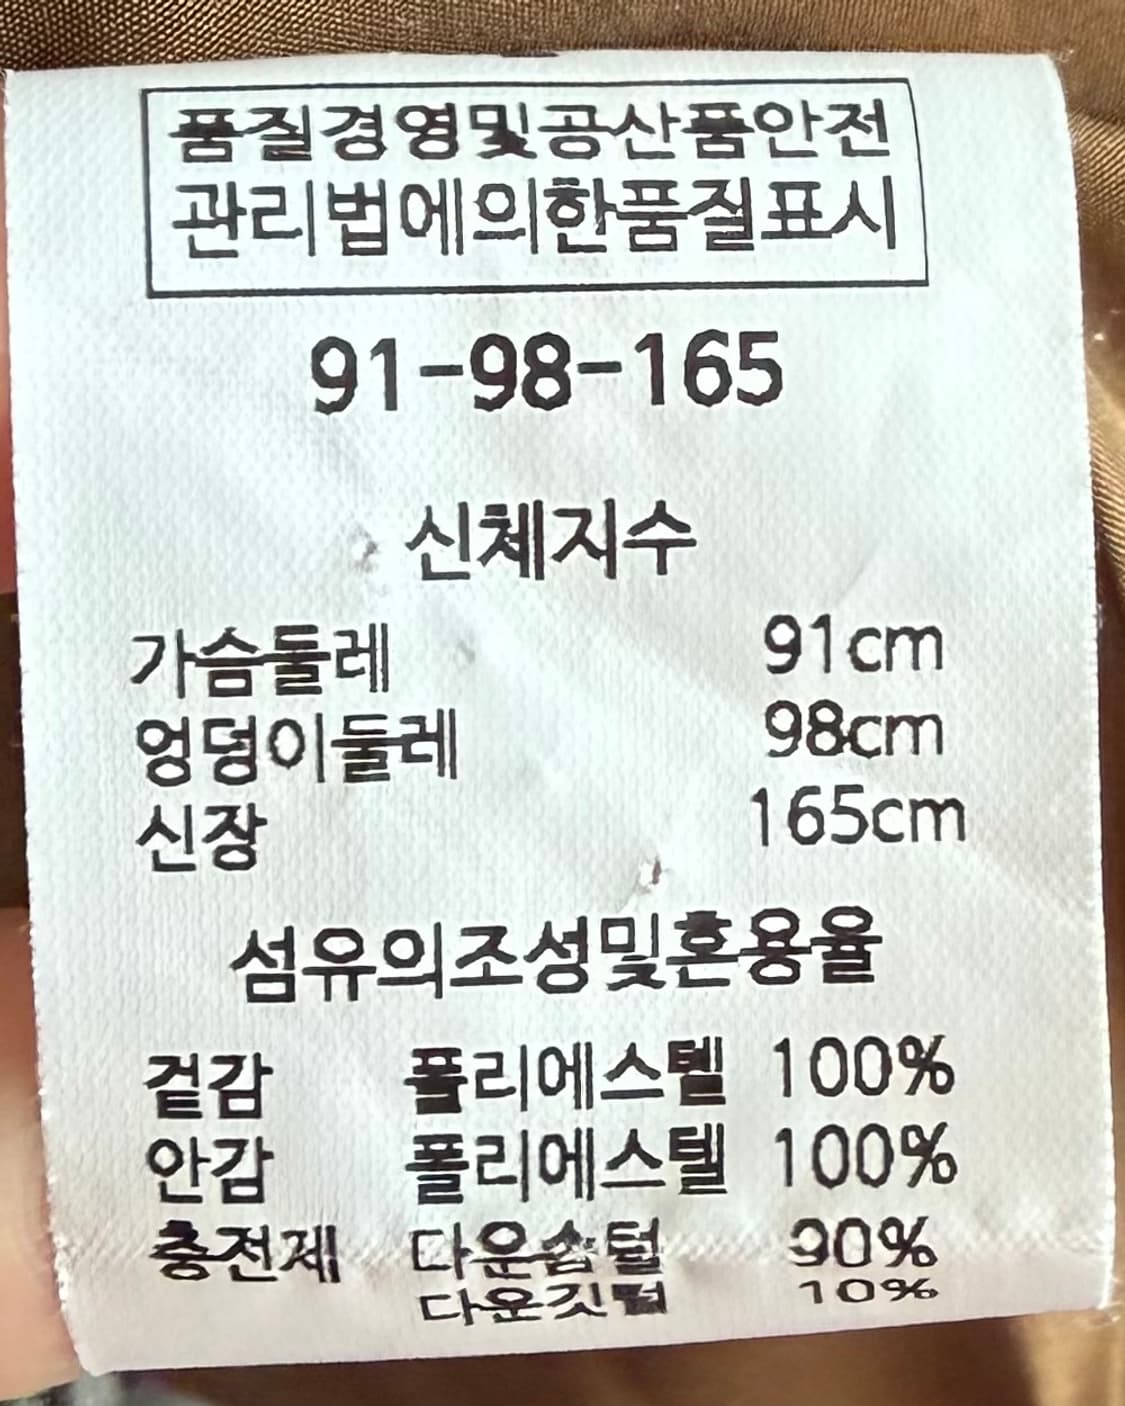 품질경영및공산품안전
관리법에의한품질표시
91-98-165
신체지수
가슴둘레 91cm
엉덩이둘레 98cm
신장 165cm
섬유의조성및혼용율
겉감 폴리에스텔 100%
안감 폴리에스텔 100%
충전제 다운솜털 90%
다운깃털 10%